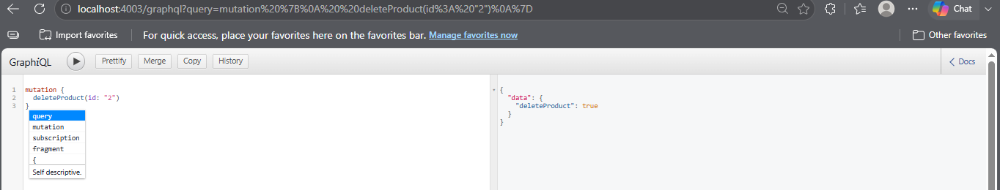 localhost:4003/graphql?query=mutation%20%7B%0A%20%20deleteProduct(id%3A%20"2")%0A%7D
Chat
Import favorites
For quick access, place your favorites here on the favorites bar. Manage favorites now
Other favorites
GraphiQL
Prettify
Merge
Copy
History
< Docs
1 mutation {
2 deleteProduct(id: "2")
3 }
query
mutation
subscription
fragment
{
Self descriptive.
{
"data": {
"deleteProduct": true
}
}